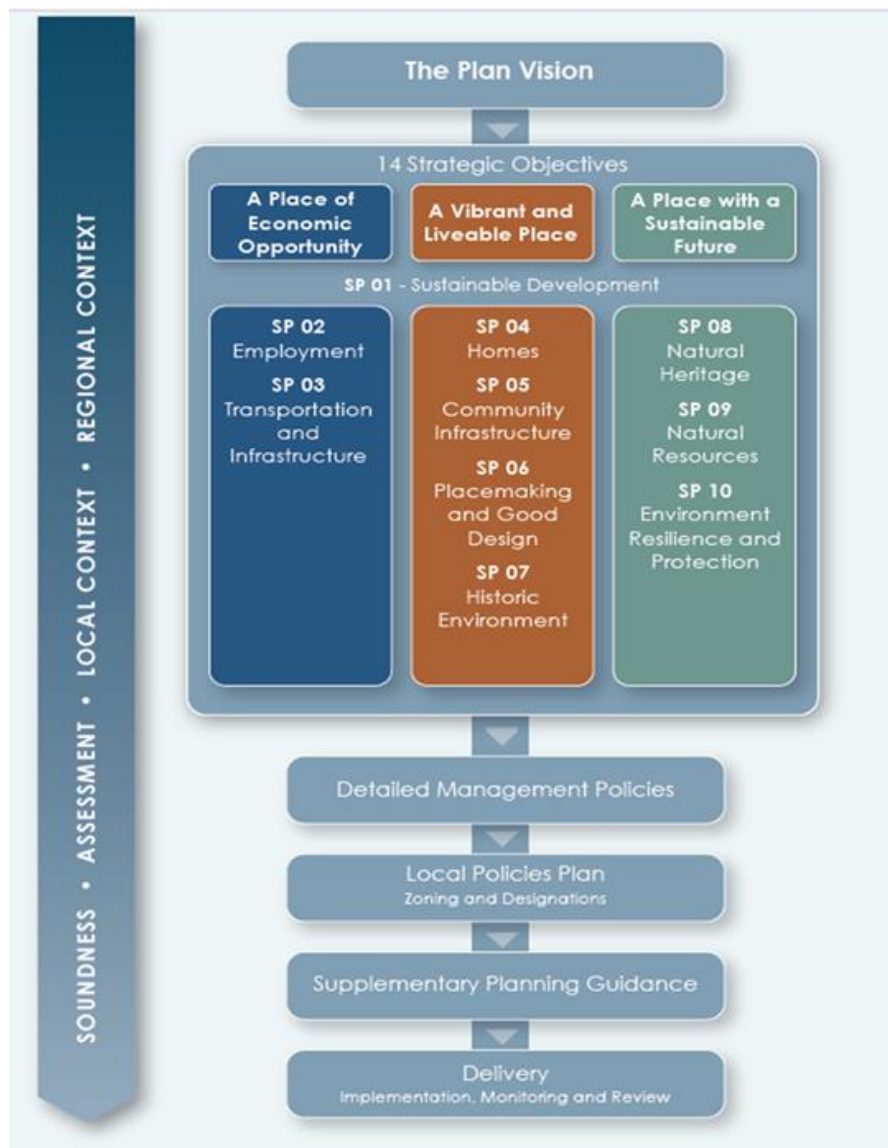 The Plan Vision
14 Strategic Objectives
A Place of
Economic
Opportunity
A Vibrant and
Liveable Place
A Place with a
Sustainable
Future
SP 01 - Sustainable Development
SP 02
Employment
SP 03
Transportation
and
Infrastructure
SP 04
Homes
SP 05
Community
Infrastructure
SP 06
Placemaking
and Good
Design
SP 07
Historic
Environment
SP 08
Natural
Heritage
SP 09
Natural
Resources
SP 10
Environment
Resilience and
Protection
Detailed Management Policies
Local Policies Plan
Zoning and Designations
Supplementary Planning Guidance
Delivery
Implementation, Monitoring and Review
SOUNDNESS • ASSESSMENT • LOCAL CONTEXT • REGIONAL CONTEXT